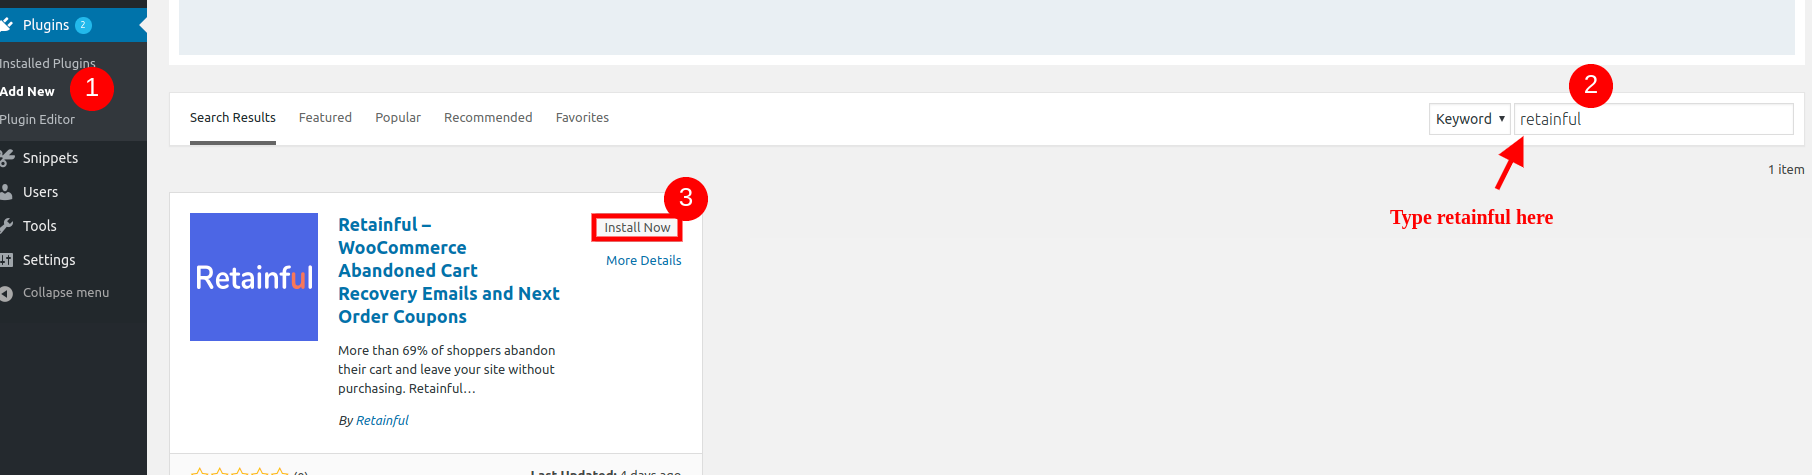 Plugins 2
Installed Plugins
1
Add New
Plugin Editor
Snippets
Users
Tools
Settings
Collapse menu
Search Results Featured Popular Recommended Favorites
2
Keyword retainful
1 item
Type retainful here
3
Retainful
Retainful –
WooCommerce
Abandoned Cart
Recovery Emails and Next
Order Coupons
Install Now
More Details
More than 69% of shoppers abandon
their cart and leave your site without
purchasing. Retainful…
By Retainful
(0)
Last Updated: 4 days ago